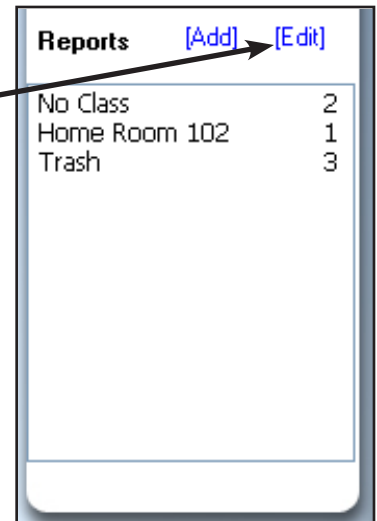 Reports [Add] [Edit]
No Class 2
Home Room 102 1
Trash 3